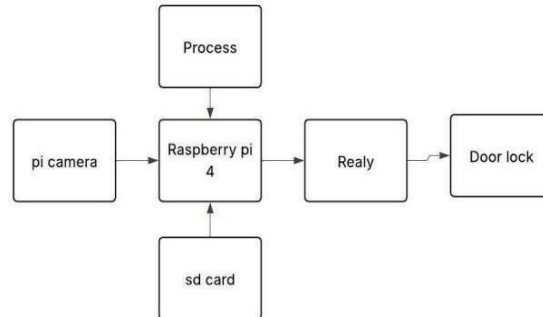 Process
pi camera
Raspberry pi
4
Realy
Door lock
sd card